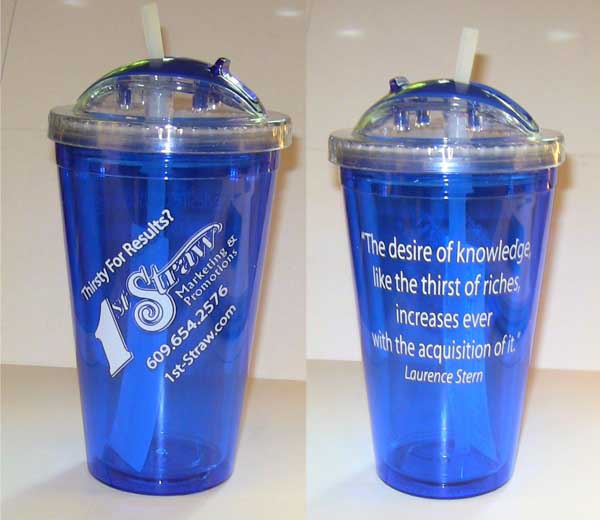 Thirsty For Results?
1st Straw
Marketing &
Promotions
609.654.2576
1st-Straw.com
"The desire of knowledge,
like the thirst of riches,
increases ever
with the acquisition of it."
Laurence Stern